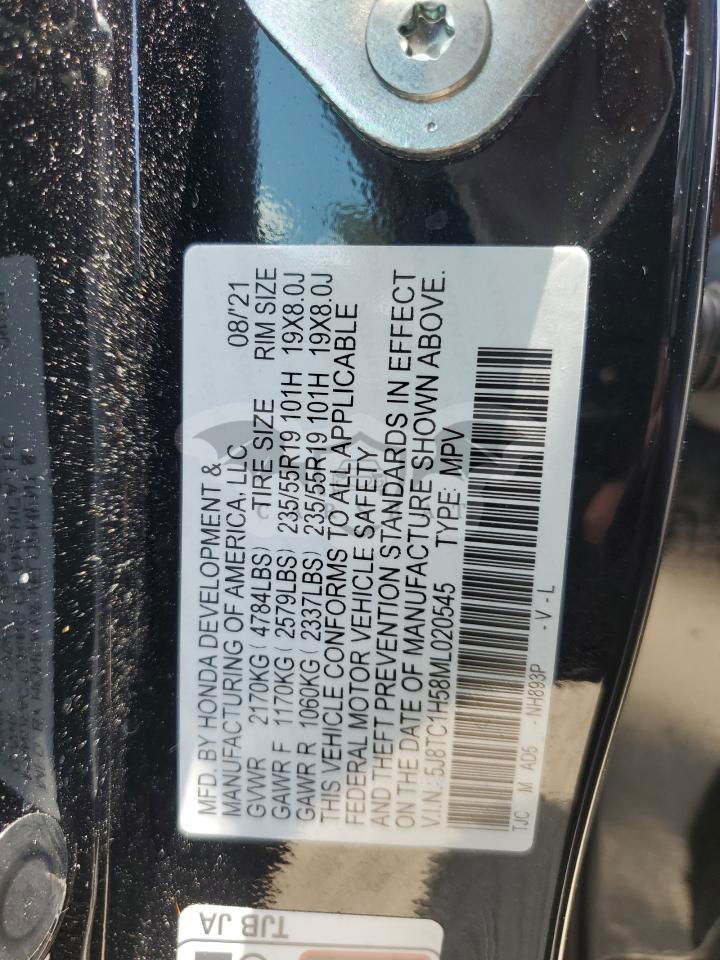 MFD. BY HONDA DEVELOPMENT & 08/'21
MANUFACTURING OF AMERICA, LLC
GVWR 2170KG ( 4784LBS) TIRE SIZE RIM SIZE
GAWR F 1170KG ( 2579LBS) 235/55R19 101H 19X8.0J
GAWR R 1060KG ( 2337LBS) 235/55R19 101H 19X8.0J
THIS VEHICLE CONFORMS TO ALL APPLICABLE
FEDERAL MOTOR VEHICLE SAFETY
AND THEFT PREVENTION STANDARDS IN EFFECT
ON THE DATE OF MANUFACTURE SHOWN ABOVE.
V.I.N.: 5J8TC1H58ML020545 TYPE: MPV
TJC M AD5 -NH893P -V-L
TJB JA